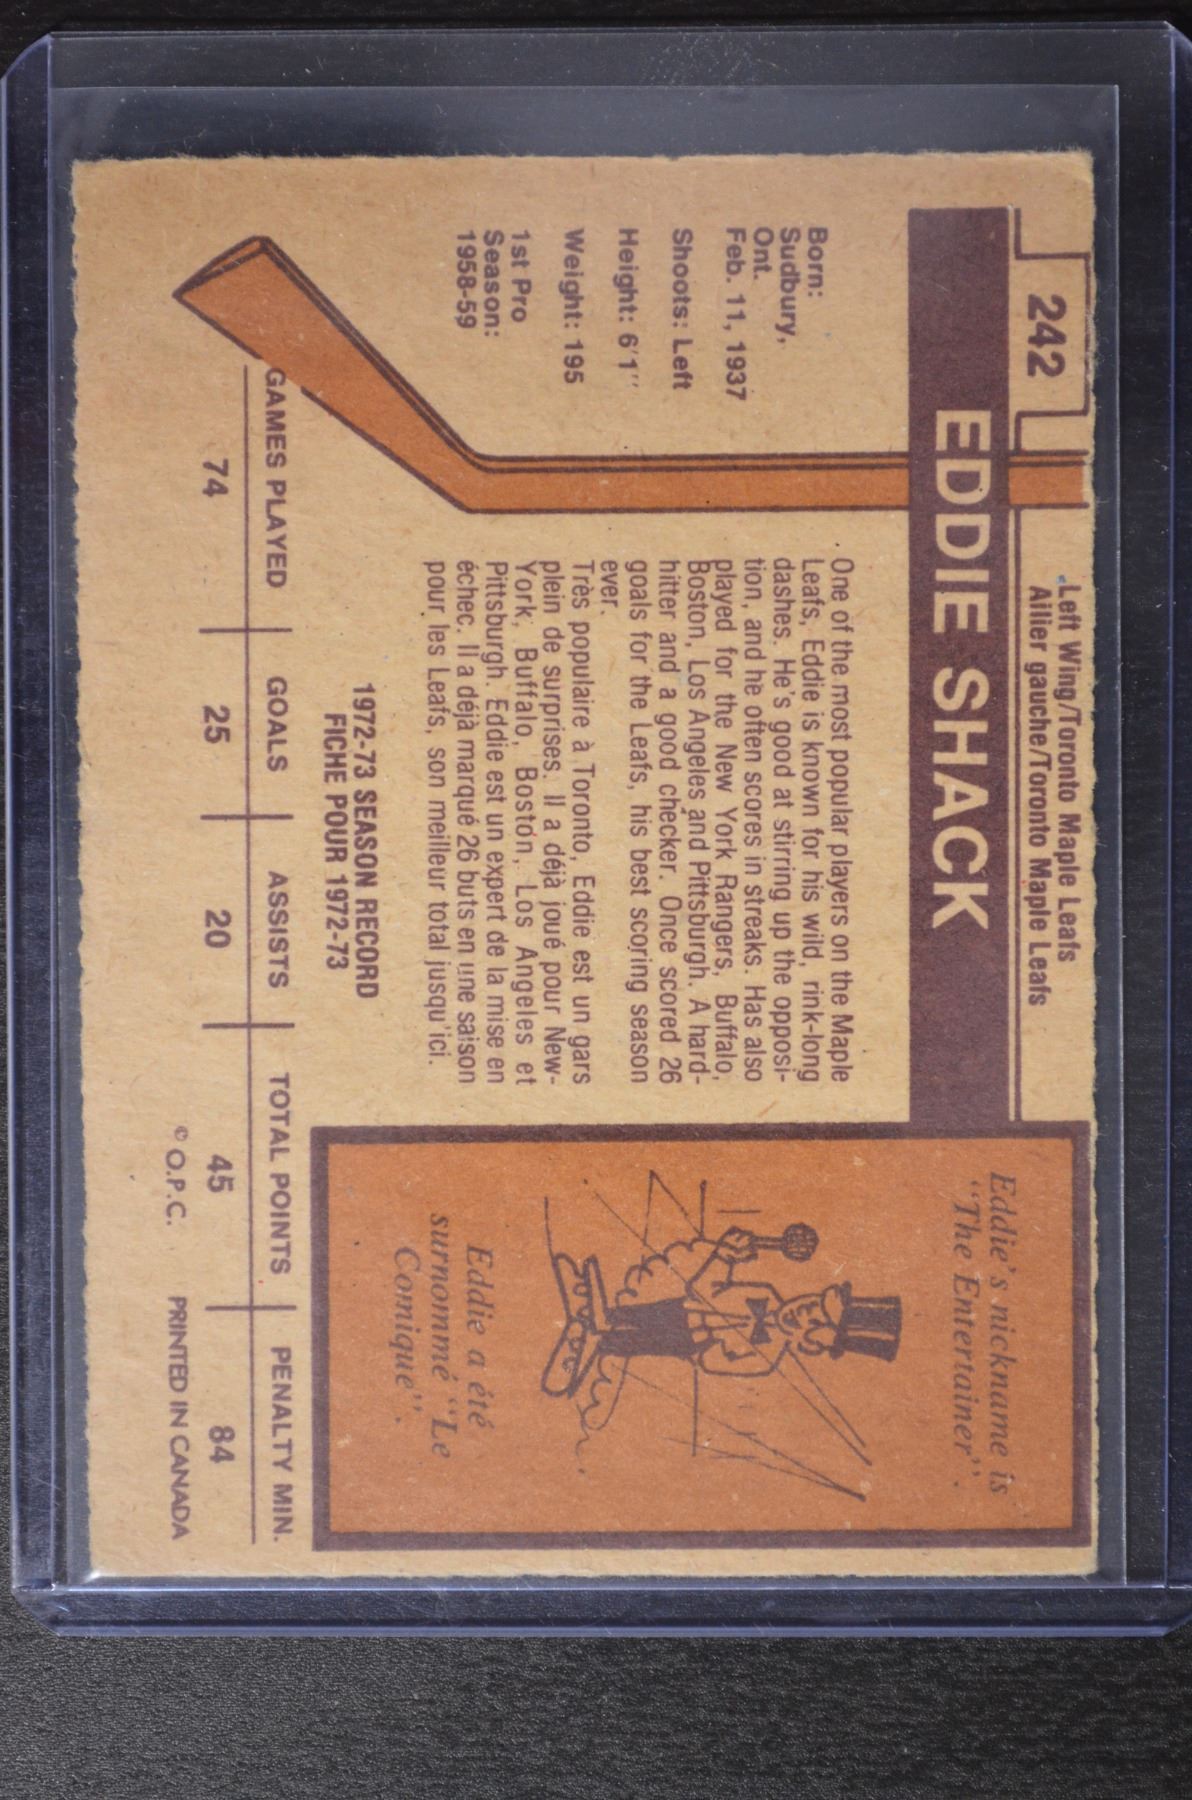 242
Left Wing/Toronto Maple Leafs
Ailier gauche/Toronto Maple Leafs
EDDIE SHACK
Born:
Sudbury,
Ont.
Feb. 11, 1937
Shoots: Left
Height: 6'1"
Weight: 195
1st Pro
Season:
1958-59
One of the most popular players on the Maple
Leafs, Eddie is known for his wild, rink-long
dashes. He's good at stirring up the opposi-
tion, and he often scores in streaks. Has also
played for the New York Rangers, Buffalo,
Boston, Los Angeles and Pittsburgh. A hard-
hitter and a good checker. Once scored 26
goals for the Leafs, his best scoring season
ever.
Très populaire à Toronto, Eddie est un gars
plein de surprises. Il a déjà joué pour New-
York, Buffalo, Boston, Los Angeles et
Pittsburgh. Eddie est un expert de la mise en
échec. Il a déjà marqué 26 buts en une saison
pour les Leafs, son meilleur total jusqu'ici.
Eddie's nickname is
"The Entertainer".
Eddie a été
surnommé "Le
Comique".
1972-73 SEASON RECORD
FICHE POUR 1972-73
GAMES PLAYED GOALS ASSISTS TOTAL POINTS PENALTY MIN.
74 25 20 45 84
© O.P.C. PRINTED IN CANADA